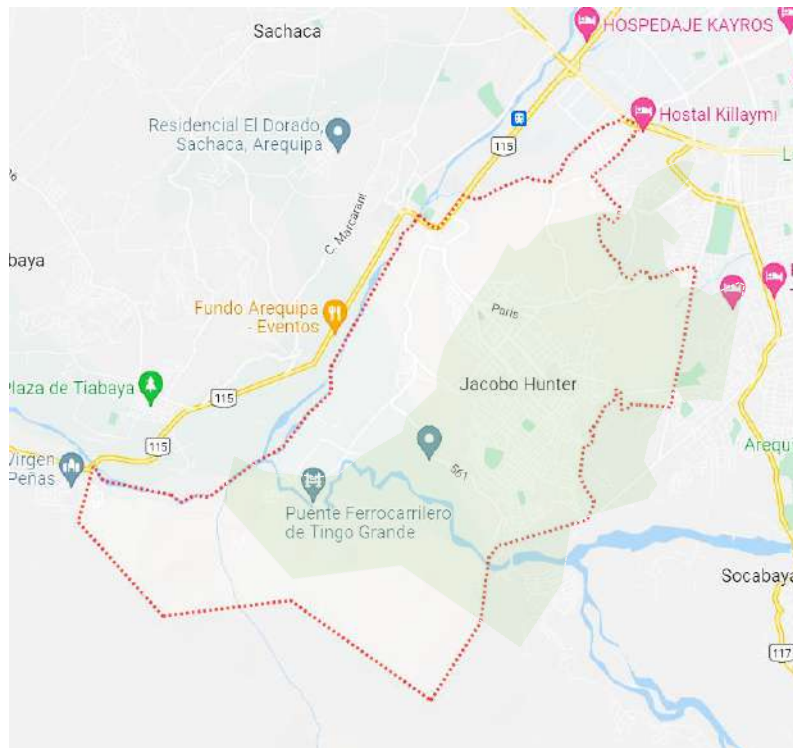 Sachaca
HOSPEDAJE KAYROS
Hostal Killaymi
Residencial El Dorado,
Sachaca, Arequipa
115
C. Marcarani
baya
Fundo Arequipa
- Eventos
Paris
Jacobo Hunter
Plaza de Tiabaya
115
115
Virgen
Peñas
561
Arequ
Puente Ferrocarrilero
de Tingo Grande
Socabaya
117